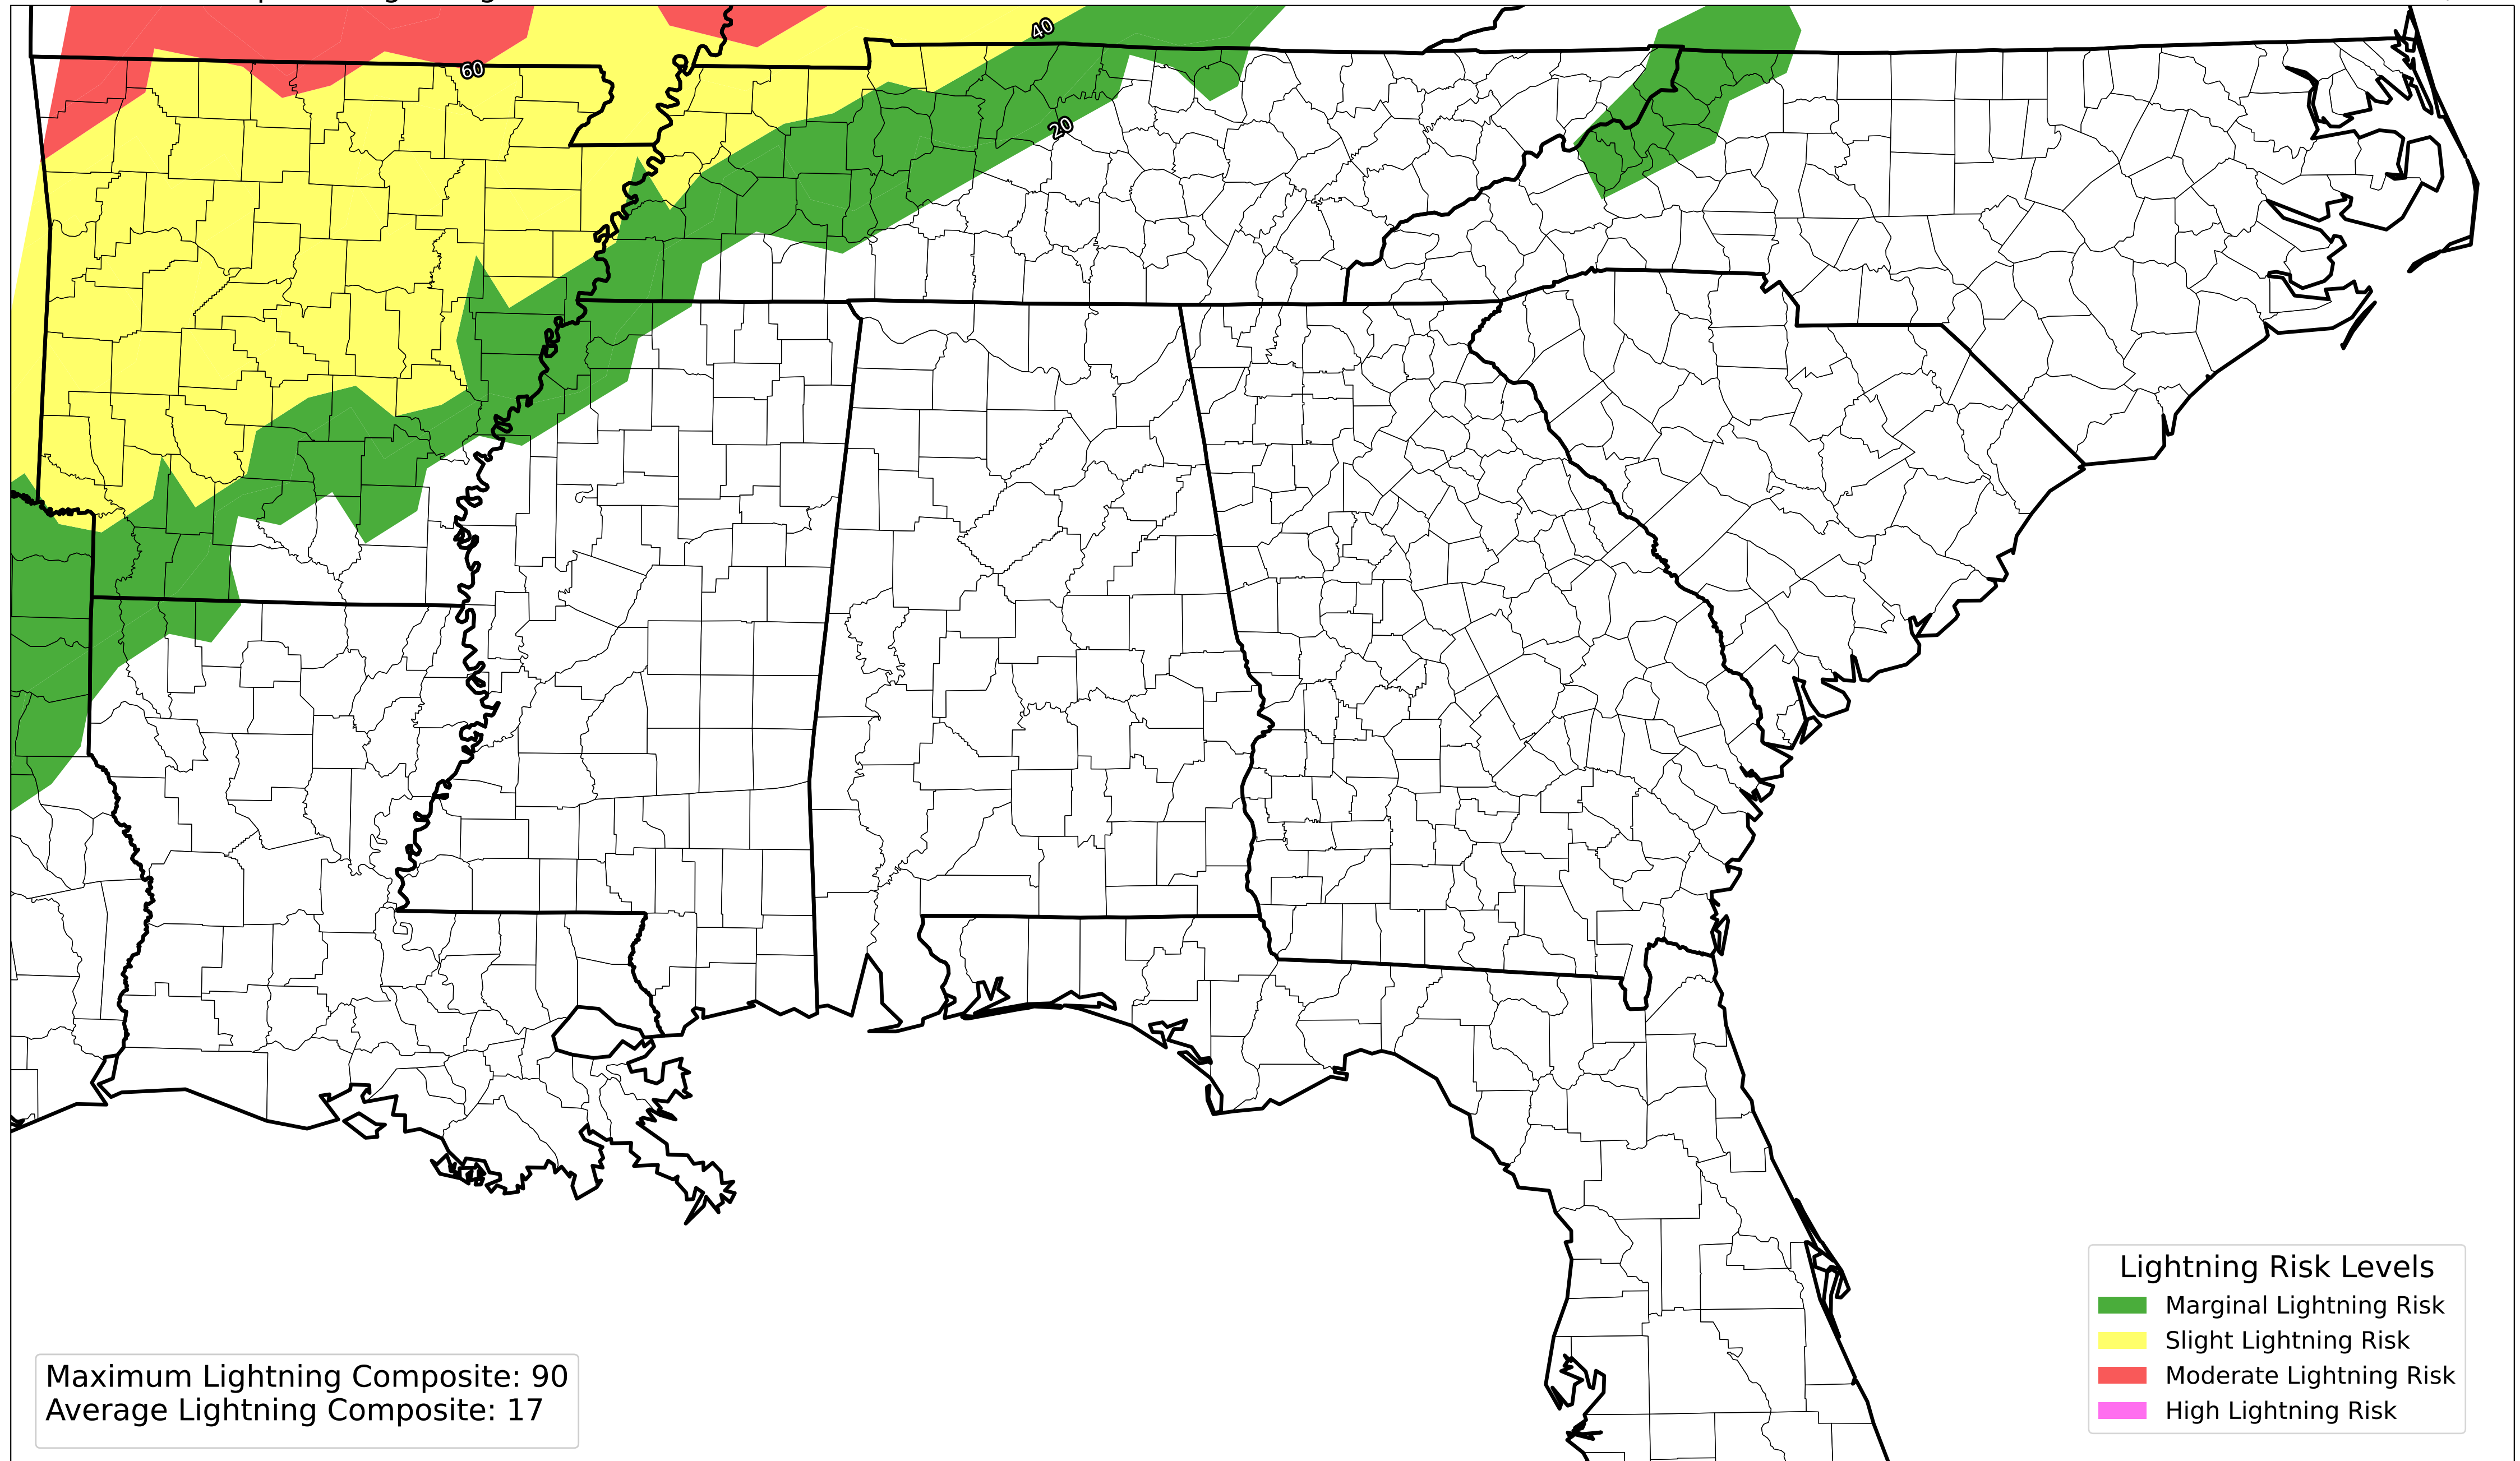 40
60
20
Lightning Risk Levels
Marginal Lightning Risk
Slight Lightning Risk
Moderate Lightning Risk
High Lightning Risk
Maximum Lightning Composite: 90
Average Lightning Composite: 17